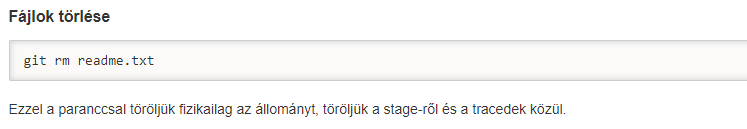 Fájlok törlése
git rm readme.txt
Ezzel a paranccsal töröljük fizikailag az állományt, töröljük a stage-ről és a tracedek közül.